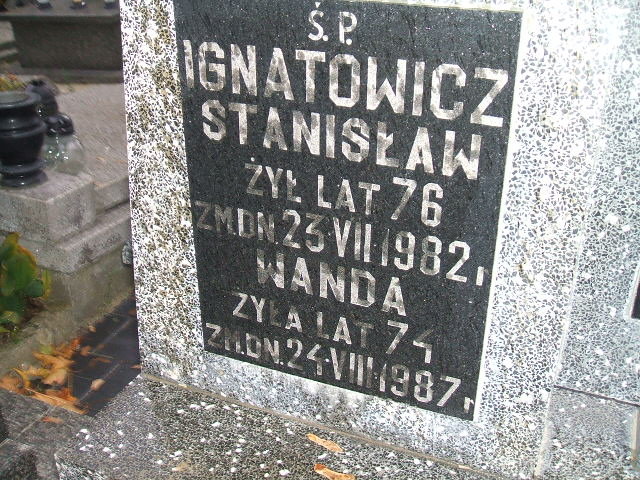 Ś.P.
IGNATOWICZ
STANISŁAW
ŻYŁ LAT 76
ZM.DN. 23 VII 1982 r
WANDA
ŻYŁA LAT 74
ZM.DN. 24 VIII 1987 r